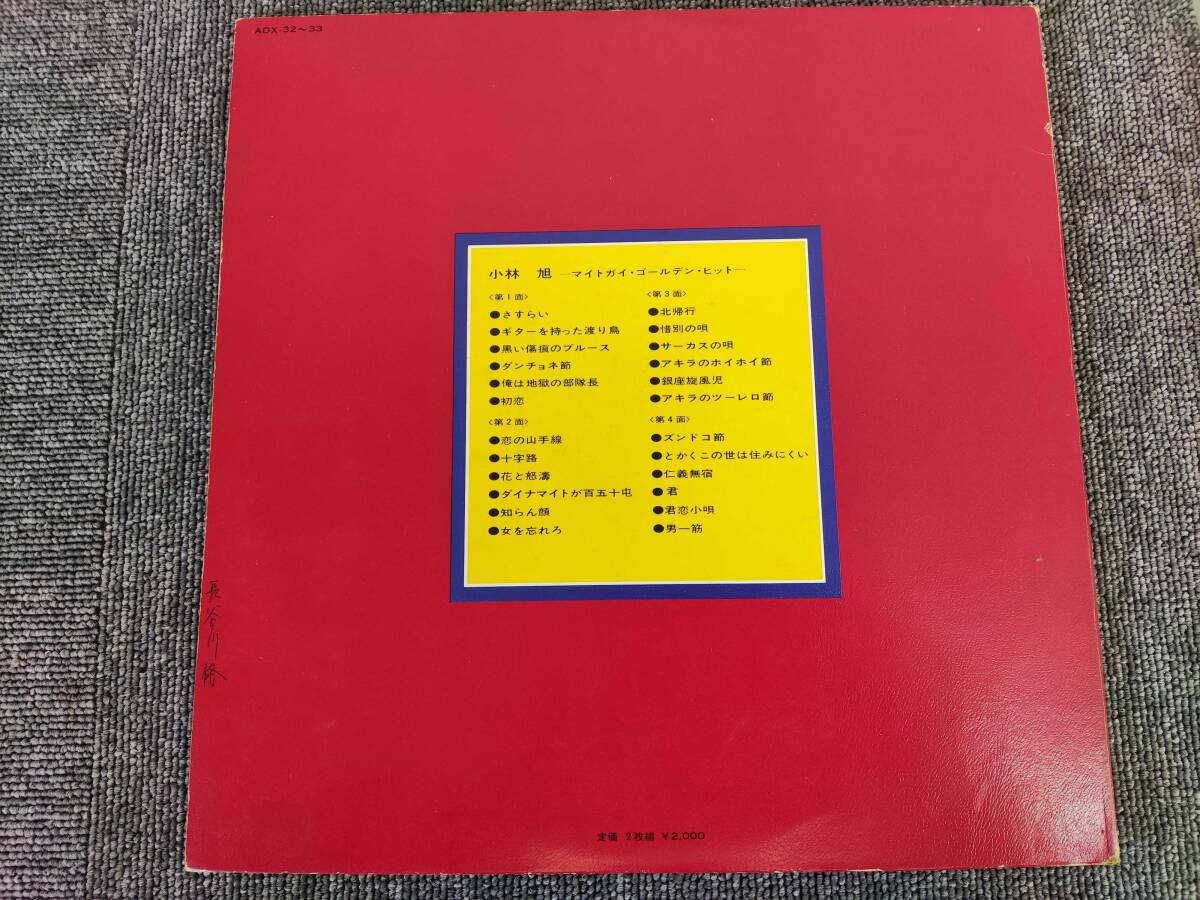 ADX-32～33
小林 旭 ―マイトガイ・ゴールデン・ヒット―
〈第1面〉
●さすらい
●ギターを持った渡り鳥
●黒い傷痕のブルース
●ダンチョネ節
●俺は地獄の部隊長
●初恋
〈第2面〉
●恋の山手線
●十字路
●花と怒濤
●ダイナマイトが百五十屯
●知らん顔
●女を忘れろ
〈第3面〉
●北帰行
●惜別の唄
●サーカスの唄
●アキラのホイホイ節
●銀座旋風児
●アキラのツーレロ節
〈第4面〉
●ズンドコ節
●とかくこの世は住みにくい
●仁義無宿
●君
●君恋小唄
●男一筋
長谷川
定価 2枚組 ¥2,000